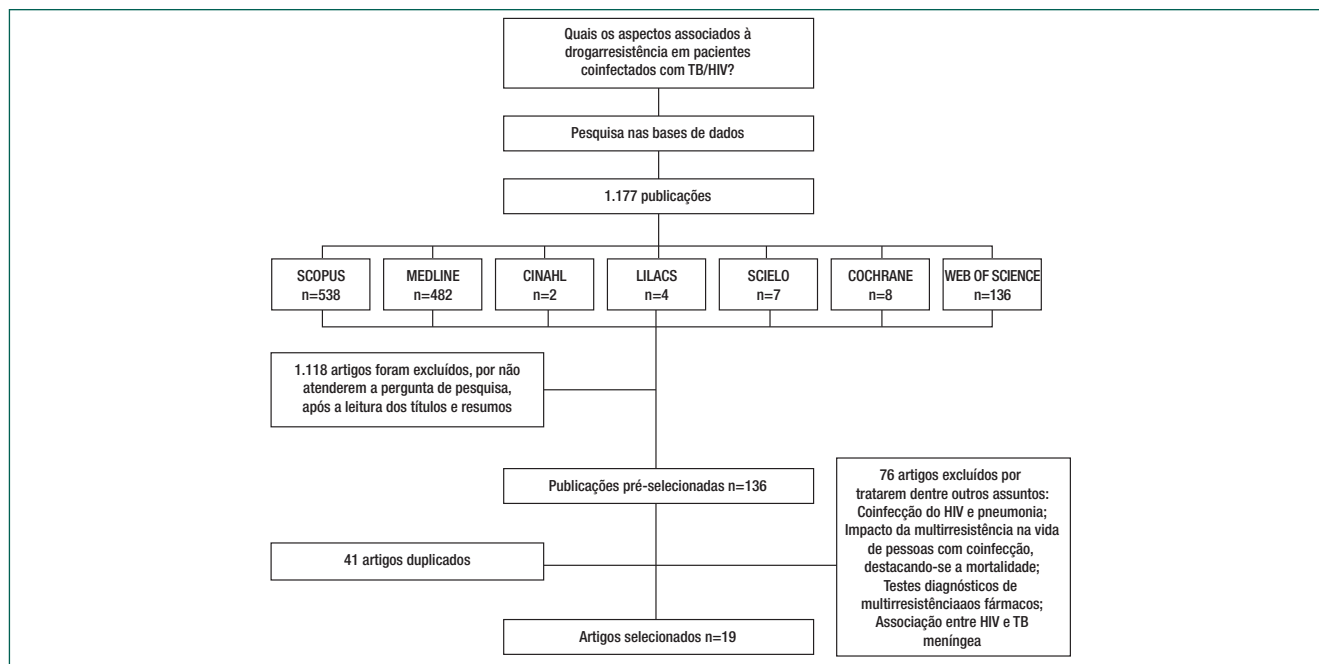 Quais os aspectos associados à
drogarresistência em pacientes
coinfectados com TB/HIV?
Pesquisa nas bases de dados
1.177 publicações
SCOPUS
n=538
MEDLINE
n=482
CINAHL
n=2
LILACS
n=4
SCIELO
n=7
COCHRANE
n=8
WEB OF SCIENCE
n=136
1.118 artigos foram excluídos, por não
atenderem a pergunta de pesquisa,
após a leitura dos títulos e resumos
Publicações pré-selecionadas n=136
76 artigos excluídos por
tratarem dentre outros assuntos:
Coinfecção do HIV e pneumonia;
Impacto da multirresistência na vida
de pessoas com coinfecção,
destacando-se a mortalidade;
Testes diagnósticos de
multirresistênciaaos fármacos;
Associação entre HIV e TB
meníngea
41 artigos duplicados
Artigos selecionados n=19